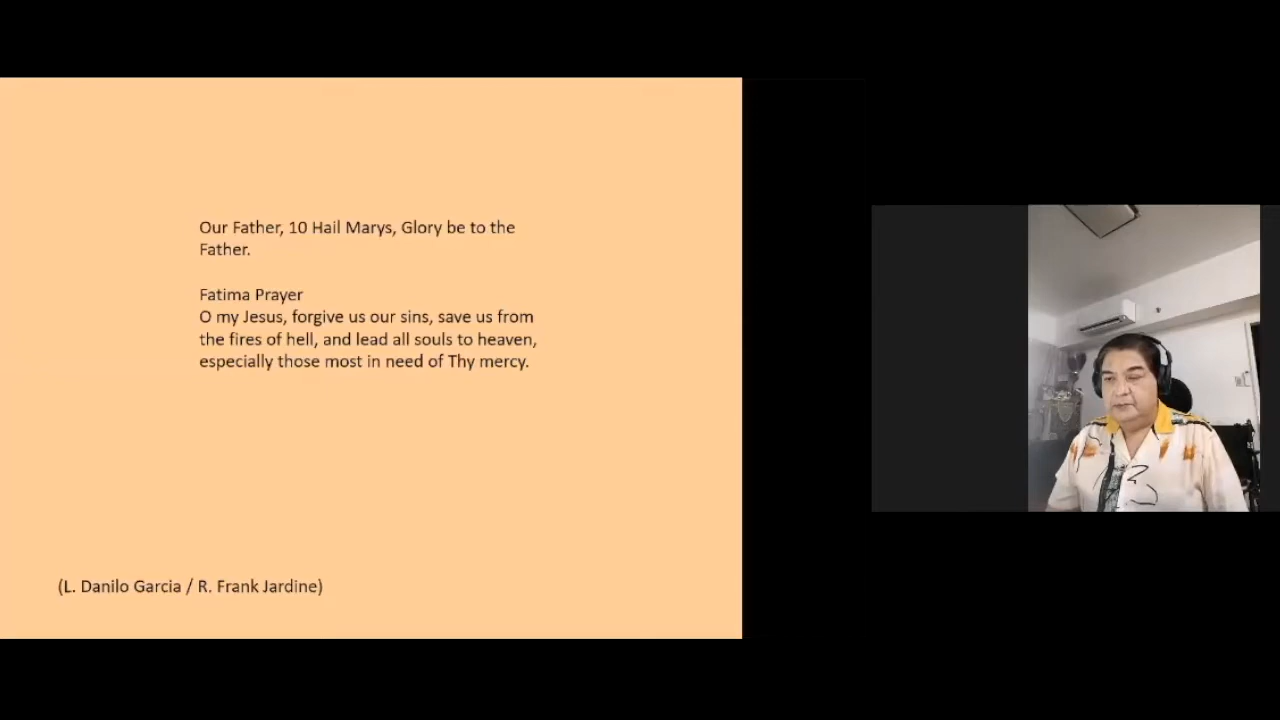 Our Father, 10 Hail Marys, Glory be to the
Father.
Fatima Prayer
O my Jesus, forgive us our sins, save us from
the fires of hell, and lead all souls to heaven,
especially those most in need of Thy mercy.
(L. Danilo Garcia / R. Frank Jardine)